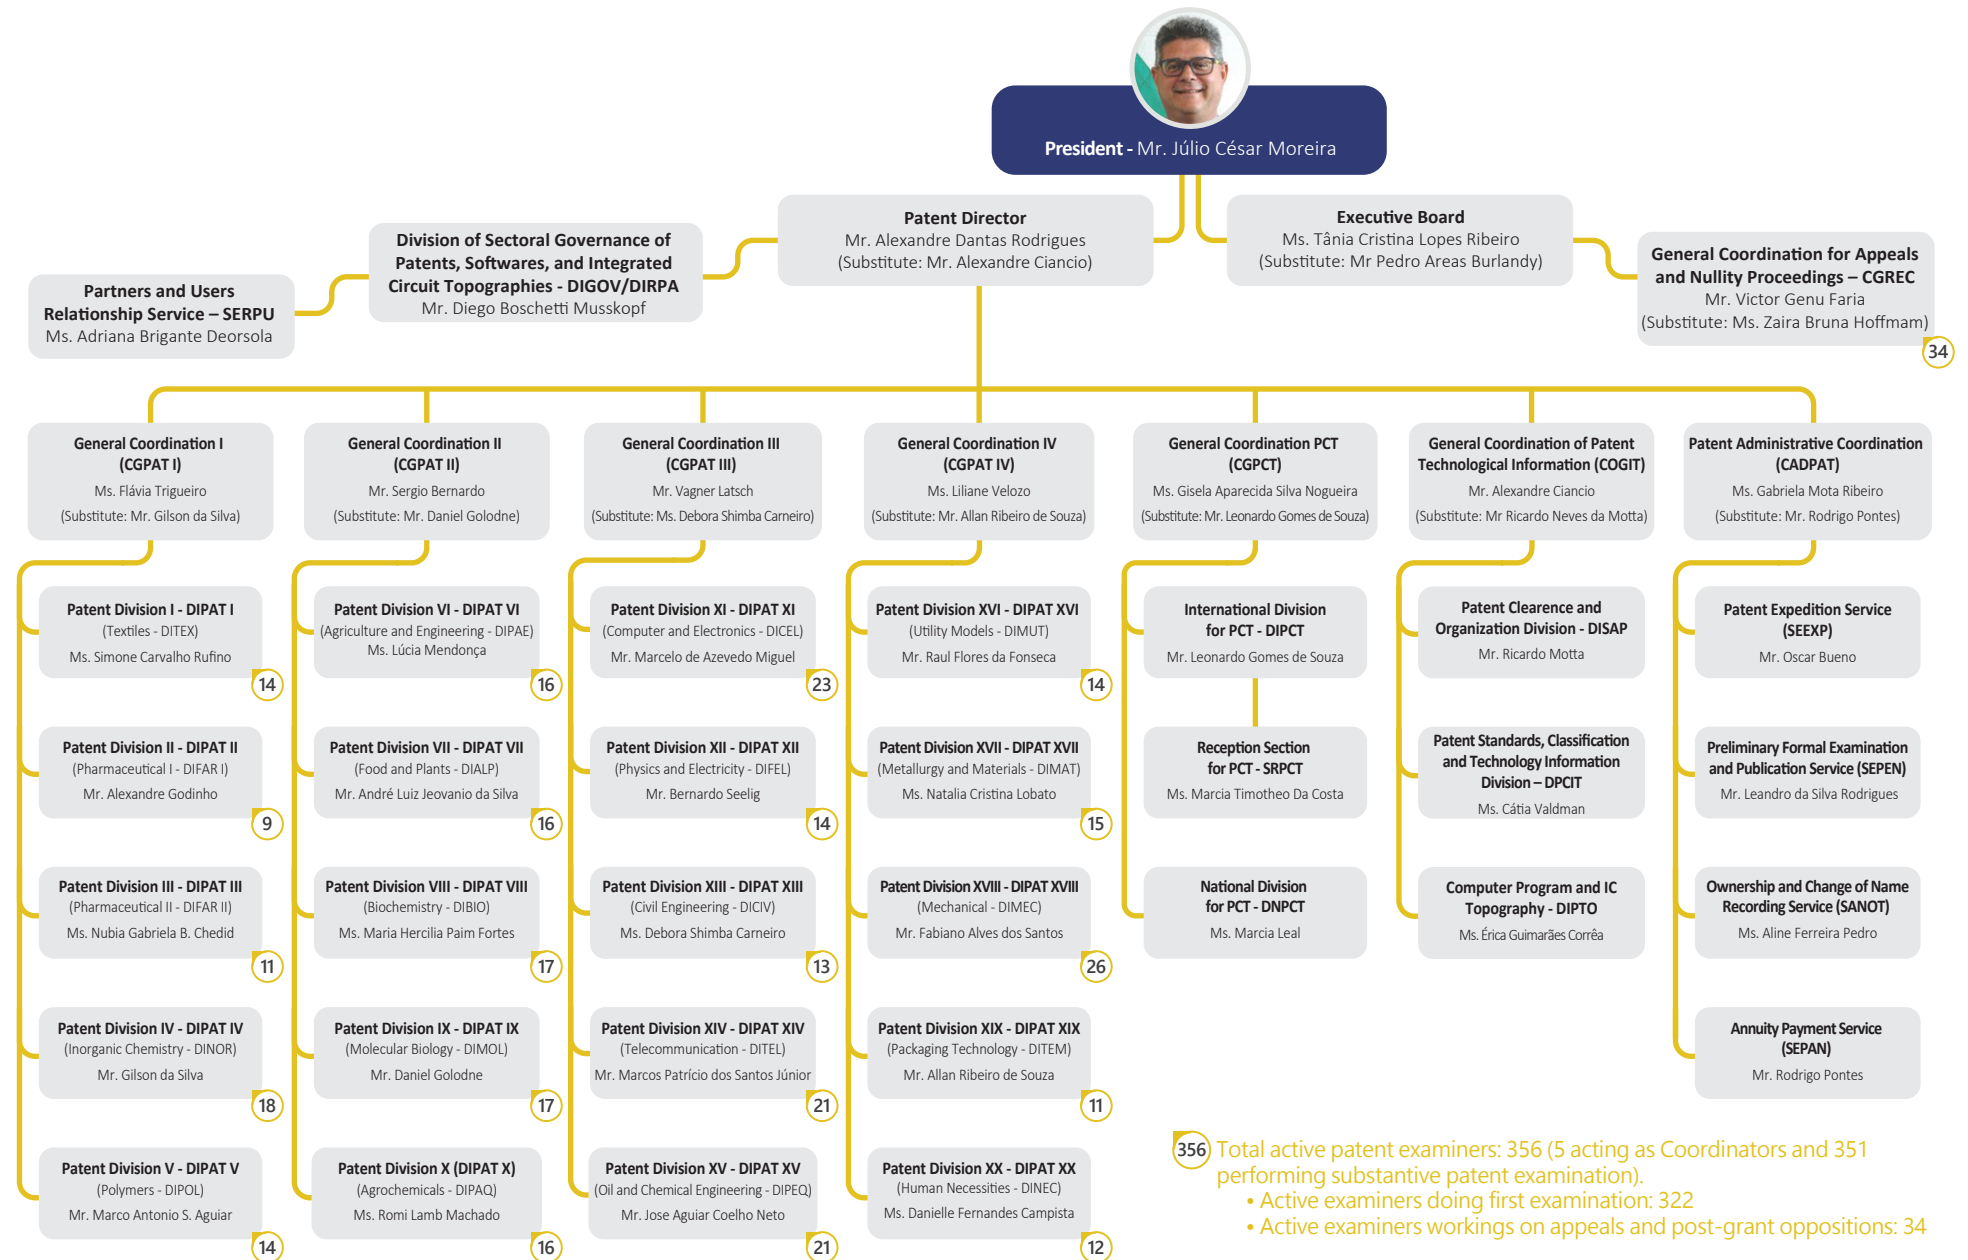 President - Mr. Júlio César Moreira
Patent Director
Mr. Alexandre Dantas Rodrigues
(Substitute: Mr. Alexandre Ciancio)
Executive Board
Ms. Tânia Cristina Lopes Ribeiro
(Substitute: Mr Pedro Areas Burlandy)
Division of Sectoral Governance of
Patents, Softwares, and Integrated
Circuit Topographies - DIGOV/DIRPA
Mr. Diego Boschetti Musskopf
General Coordination for Appeals
and Nullity Proceedings – CGREC
Mr. Victor Genu Faria
(Substitute: Ms. Zaira Bruna Hoffmam)
34
Partners and Users
Relationship Service – SERPU
Ms. Adriana Brigante Deorsola
General Coordination I
(CGPAT I)
Ms. Flávia Trigueiro
(Substitute: Mr. Gilson da Silva)
General Coordination II
(CGPAT II)
Mr. Sergio Bernardo
(Substitute: Mr. Daniel Golodne)
General Coordination III
(CGPAT III)
Mr. Vagner Latsch
(Substitute: Ms. Debora Shimba Carneiro)
General Coordination IV
(CGPAT IV)
Ms. Liliane Velozo
(Substitute: Mr. Allan Ribeiro de Souza)
General Coordination PCT
(CGPCT)
Ms. Gisela Aparecida Silva Nogueira
(Substitute: Mr. Leonardo Gomes de Souza)
General Coordination of Patent
Technological Information (COGIT)
Mr. Alexandre Ciancio
(Substitute: Mr Ricardo Neves da Motta)
Patent Administrative Coordination
(CADPAT)
Ms. Gabriela Mota Ribeiro
(Substitute: Mr. Rodrigo Pontes)
Patent Division I - DIPAT I
(Textiles - DITEX)
Ms. Simone Carvalho Rufino
14
Patent Division II - DIPAT II
(Pharmaceutical I - DIFAR I)
Mr. Alexandre Godinho
9
Patent Division III - DIPAT III
(Pharmaceutical II - DIFAR II)
Ms. Nubia Gabriela B. Chedid
11
Patent Division IV - DIPAT IV
(Inorganic Chemistry - DINOR)
Mr. Gilson da Silva
18
Patent Division V - DIPAT V
(Polymers - DIPOL)
Mr. Marco Antonio S. Aguiar
14
Patent Division VI - DIPAT VI
(Agriculture and Engineering - DIPAE)
Ms. Lúcia Mendonça
16
Patent Division VII - DIPAT VII
(Food and Plants - DIALP)
Mr. André Luiz Jeovanio da Silva
16
Patent Division VIII - DIPAT VIII
(Biochemistry - DIBIO)
Ms. Maria Hercilia Paim Fortes
17
Patent Division IX - DIPAT IX
(Molecular Biology - DIMOL)
Mr. Daniel Golodne
17
Patent Division X (DIPAT X)
(Agrochemicals - DIPAQ)
Ms. Romi Lamb Machado
16
Patent Division XI - DIPAT XI
(Computer and Electronics - DICEL)
Mr. Marcelo de Azevedo Miguel
23
Patent Division XII - DIPAT XII
(Physics and Electricity - DIFEL)
Mr. Bernardo Seelig
14
Patent Division XIII - DIPAT XIII
(Civil Engineering - DICIV)
Ms. Debora Shimba Carneiro
13
Patent Division XIV - DIPAT XIV
(Telecommunication - DITEL)
Mr. Marcos Patrício dos Santos Júnior
21
Patent Division XV - DIPAT XV
(Oil and Chemical Engineering - DIPEQ)
Mr. Jose Aguiar Coelho Neto
21
Patent Division XVI - DIPAT XVI
(Utility Models - DIMUT)
Mr. Raul Flores da Fonseca
14
Patent Division XVII - DIPAT XVII
(Metallurgy and Materials - DIMAT)
Ms. Natalia Cristina Lobato
15
Patent Division XVIII - DIPAT XVIII
(Mechanical - DIMEC)
Mr. Fabiano Alves dos Santos
26
Patent Division XIX - DIPAT XIX
(Packaging Technology - DITEM)
Mr. Allan Ribeiro de Souza
11
Patent Division XX - DIPAT XX
(Human Necessities - DINEC)
Ms. Danielle Fernandes Campista
12
International Division
for PCT - DIPCT
Mr. Leonardo Gomes de Souza
Reception Section
for PCT - SRPCT
Ms. Marcia Timotheo Da Costa
National Division
for PCT - DNPCT
Ms. Marcia Leal
Patent Clearence and
Organization Division - DISAP
Mr. Ricardo Motta
Patent Standards, Classification
and Technology Information
Division – DPCIT
Ms. Cátia Valdman
Computer Program and IC
Topography - DIPTO
Ms. Érica Guimarães Corrêa
Patent Expedition Service
(SEEXP)
Mr. Oscar Bueno
Preliminary Formal Examination
and Publication Service (SEPEN)
Mr. Leandro da Silva Rodrigues
Ownership and Change of Name
Recording Service (SANOT)
Ms. Aline Ferreira Pedro
Annuity Payment Service
(SEPAN)
Mr. Rodrigo Pontes
356 Total active patent examiners: 356 (5 acting as Coordinators and 351
performing substantive patent examination).
• Active examiners doing first examination: 322
• Active examiners workings on appeals and post-grant oppositions: 34